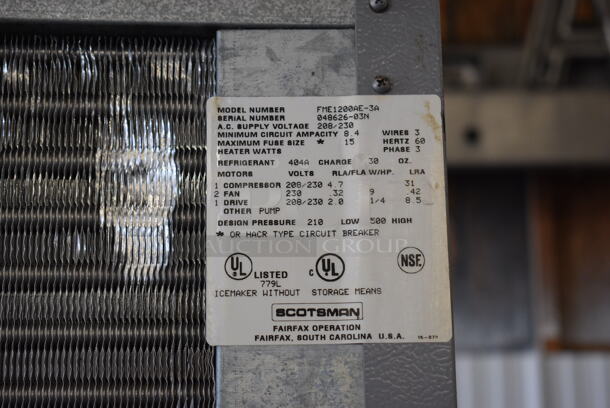 MODEL NUMBER FME1200AE-3A
SERIAL NUMBER 048626-03N
A.C. SUPPLY VOLTAGE 208/230
MINIMUM CIRCUIT AMPACITY 8.4 WIRES 3
MAXIMUM FUSE SIZE * 15 HERTZ 60
HEATER WATTS PHASE 3
REFRIGERANT 404A CHARGE 30 OZ.
MOTORS VOLTS RLA/FLA W/HP. LRA
1 COMPRESSOR 208/230 4.7 31
2 FAN 230 .32 9 .42
1 DRIVE 208/230 2.0 1/4 8.5
OTHER PUMP
DESIGN PRESSURE 210 LOW 500 HIGH
* OR HACR TYPE CIRCUIT BREAKER
AUCTION GROUP
UL LISTED C UL NSF
779L
ICEMAKER WITHOUT STORAGE MEANS
SCOTSMAN
FAIRFAX OPERATION
FAIRFAX, SOUTH CAROLINA U.S.A.